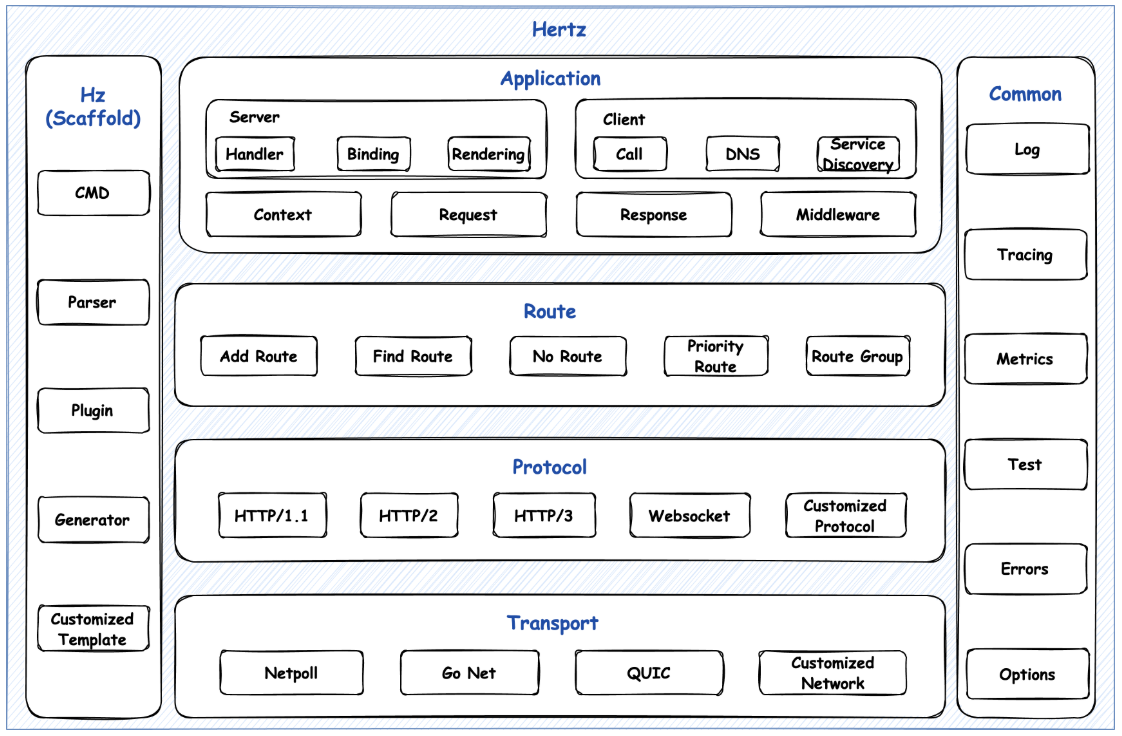 Hertz
Hz
(Scaffold)
CMD
Parser
Plugin
Generator
Customized
Template
Application
Server
Handler
Binding
Rendering
Client
Call
DNS
Service
Discovery
Context
Request
Response
Middleware
Route
Add Route
Find Route
No Route
Priority
Route
Route Group
Protocol
HTTP/1.1
HTTP/2
HTTP/3
Websocket
Customized
Protocol
Transport
Netpoll
Go Net
QUIC
Customized
Network
Common
Log
Tracing
Metrics
Test
Errors
Options